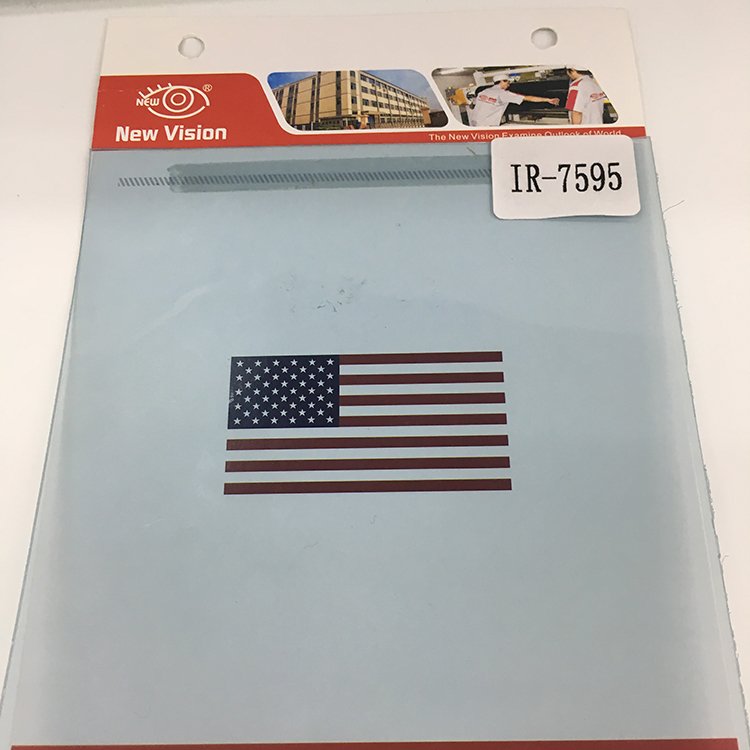 NEW
®
New Vision
The New Vision Examine Outlook of World
IR-7595